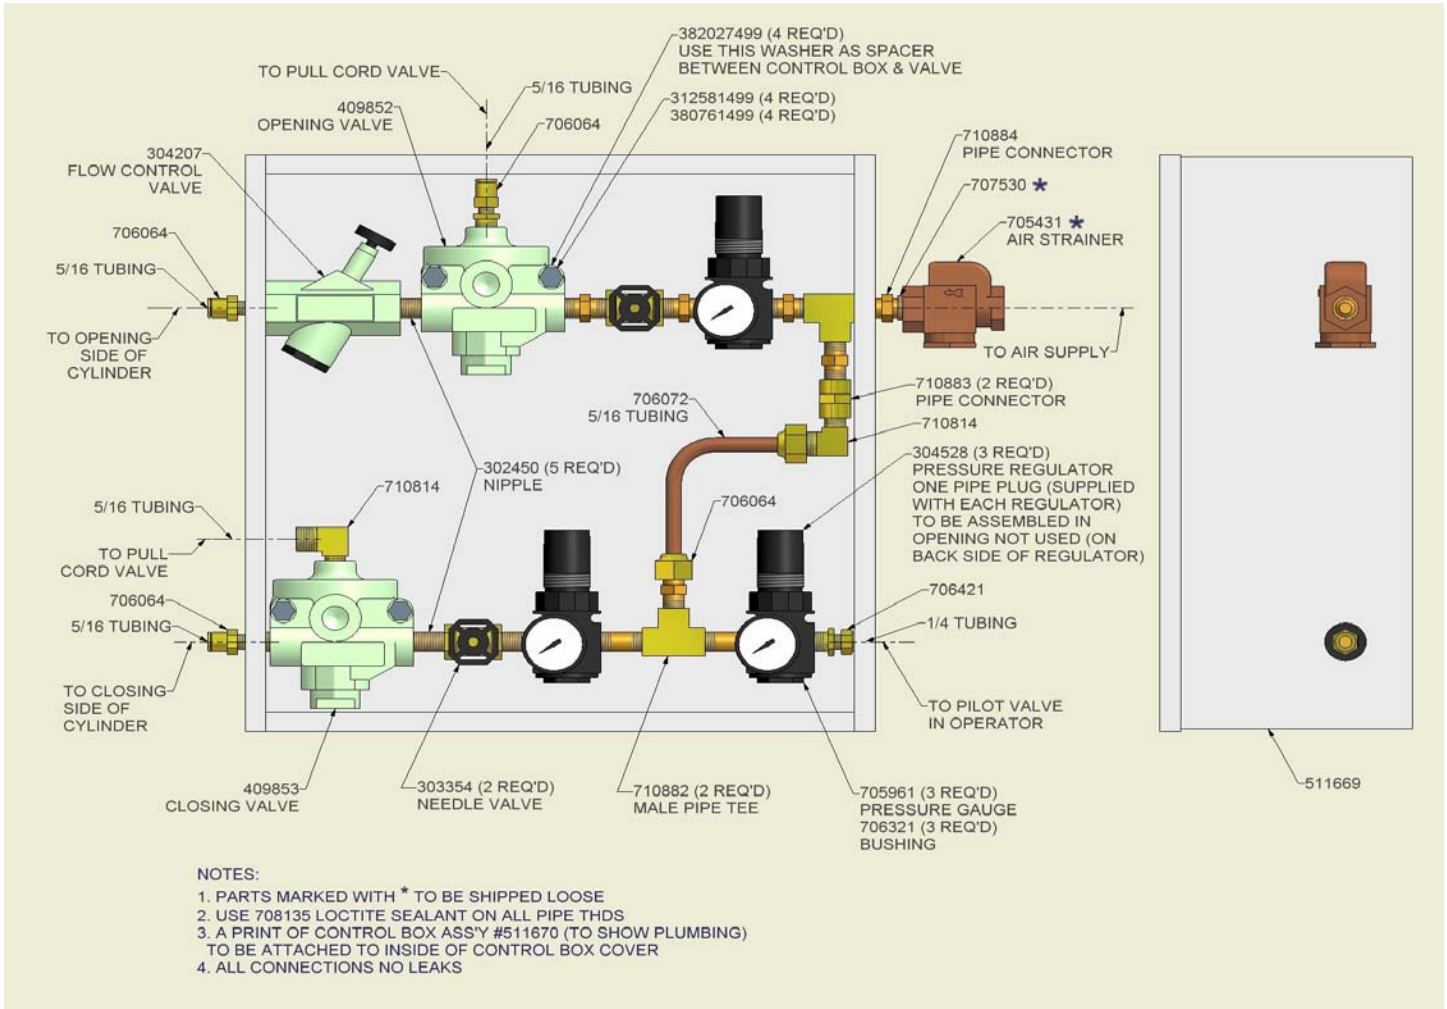 382027499 (4 REQ'D)
USE THIS WASHER AS SPACER
BETWEEN CONTROL BOX & VALVE
TO PULL CORD VALVE
5/16 TUBING
409852
OPENING VALVE
312581499 (4 REQ'D)
380761499 (4 REQ'D)
706064
710884
PIPE CONNECTOR
304207
FLOW CONTROL
VALVE
707530 *
705431 *
AIR STRAINER
706064
5/16 TUBING
TO OPENING
SIDE OF
CYLINDER
TO AIR SUPPLY
710883 (2 REQ'D)
PIPE CONNECTOR
706072
5/16 TUBING
710814
304528 (3 REQ'D)
PRESSURE REGULATOR
ONE PIPE PLUG (SUPPLIED
WITH EACH REGULATOR)
TO BE ASSEMBLED IN
OPENING NOT USED (ON
BACK SIDE OF REGULATOR)
302450 (5 REQ'D)
NIPPLE
710814
706064
5/16 TUBING
TO PULL
CORD VALVE
706064
5/16 TUBING
706421
1/4 TUBING
TO CLOSING
SIDE OF
CYLINDER
TO PILOT VALVE
IN OPERATOR
409853
CLOSING VALVE
303354 (2 REQ'D)
NEEDLE VALVE
710882 (2 REQ'D)
MALE PIPE TEE
705961 (3 REQ'D)
PRESSURE GAUGE
706321 (3 REQ'D)
BUSHING
511669
NOTES:
1. PARTS MARKED WITH * TO BE SHIPPED LOOSE
2. USE 708135 LOCTITE SEALANT ON ALL PIPE THDS
3. A PRINT OF CONTROL BOX ASS'Y #511670 (TO SHOW PLUMBING)
TO BE ATTACHED TO INSIDE OF CONTROL BOX COVER
4. ALL CONNECTIONS NO LEAKS